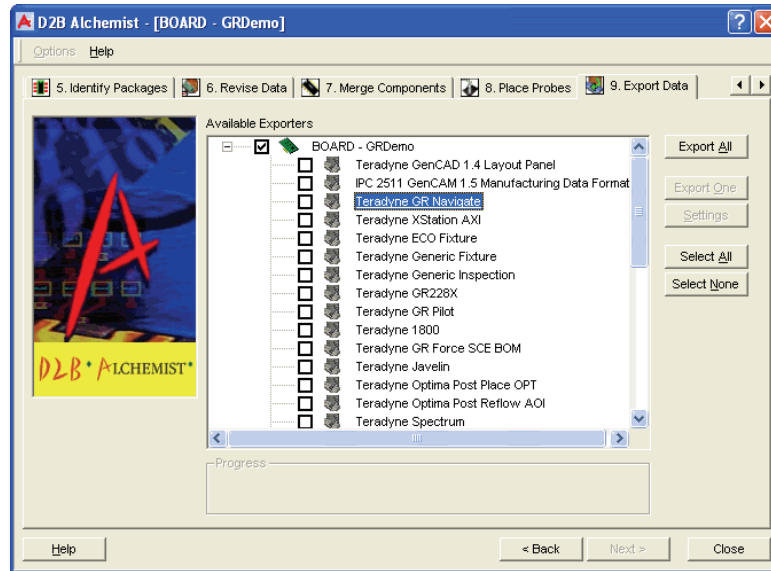 D2B Alchemist - [BOARD - GRDemo]
Options Help
5. Identify Packages 6. Revise Data 7. Merge Components 8. Place Probes 9. Export Data
Available Exporters
BOARD - GRDemo
Teradyne GenCAD 1.4 Layout Panel
IPC 2511 GenCAM 1.5 Manufacturing Data Format
Teradyne GR Navigate
Teradyne XStation AXI
Teradyne ECO Fixture
Teradyne Generic Fixture
Teradyne Generic Inspection
Teradyne GR228X
Teradyne GR Pilot
Teradyne 1800
Teradyne GR Force SCE BOM
Teradyne Javelin
Teradyne Optima Post Place OPT
Teradyne Optima Post Reflow AOI
Teradyne Spectrum
Export All
Export One
Settings
Select All
Select None
D2B·ALCHEMIST
Progress
Help < Back Next > Close